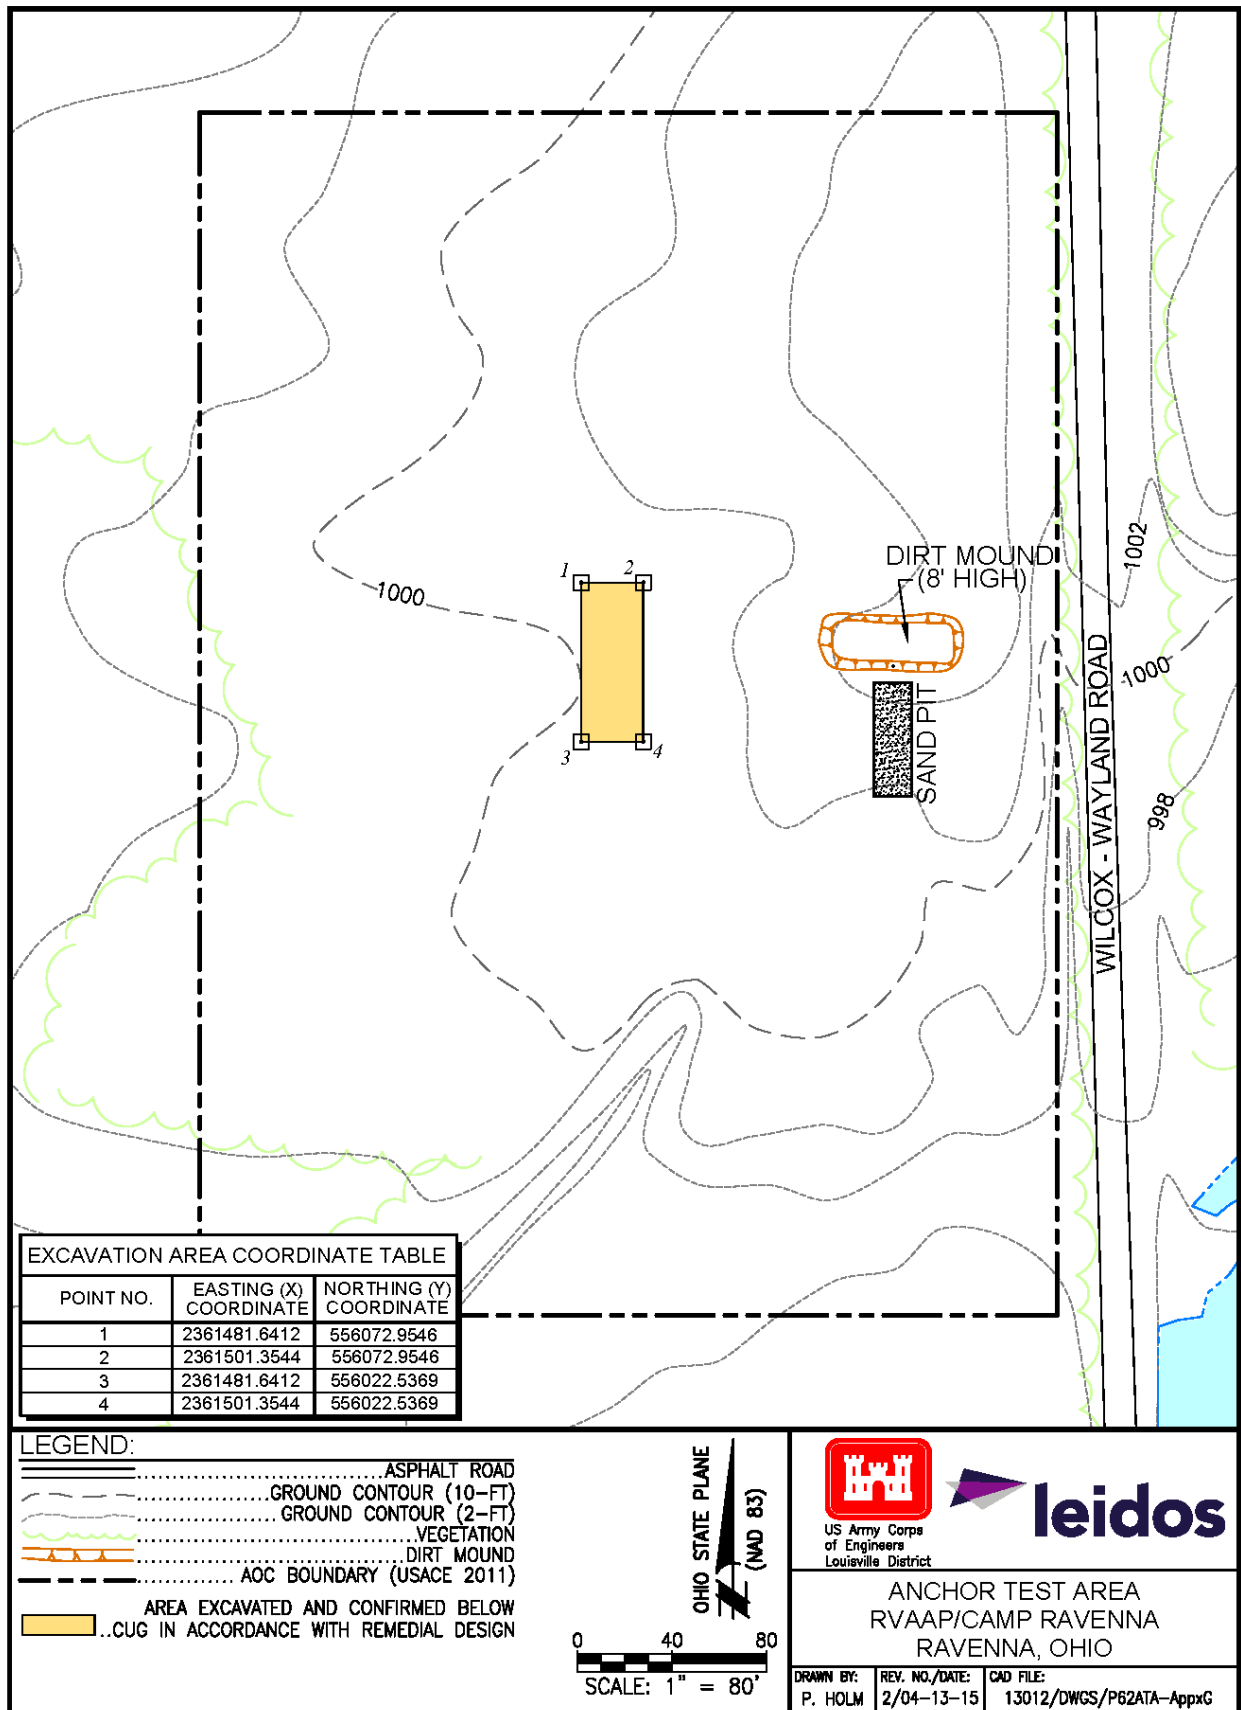 1002
DIRT MOUND
(8' HIGH)
1 2
1000
1000
WILCOX - WAYLAND ROAD
SAND PIT
3 4
998
EXCAVATION AREA COORDINATE TABLE
POINT NO. EASTING (X) COORDINATE NORTHING (Y) COORDINATE
1 2361481.6412 556072.9546
2 2361501.3544 556072.9546
3 2361481.6412 556022.5369
4 2361501.3544 556022.5369
LEGEND:
ASPHALT ROAD
GROUND CONTOUR (10-FT)
GROUND CONTOUR (2-FT)
VEGETATION
DIRT MOUND
AOC BOUNDARY (USACE 2011)
AREA EXCAVATED AND CONFIRMED BELOW
CUG IN ACCORDANCE WITH REMEDIAL DESIGN
OHIO STATE PLANE
(NAD 83)
0 40 80
SCALE: 1" = 80'
US Army Corps
of Engineers
Louisville District
leidos
ANCHOR TEST AREA
RVAAP/CAMP RAVENNA
RAVENNA, OHIO
DRAWN BY: REV. NO./DATE: CAD FILE:
P. HOLM 2/04-13-15 13012/DWGS/P62ATA-AppxG